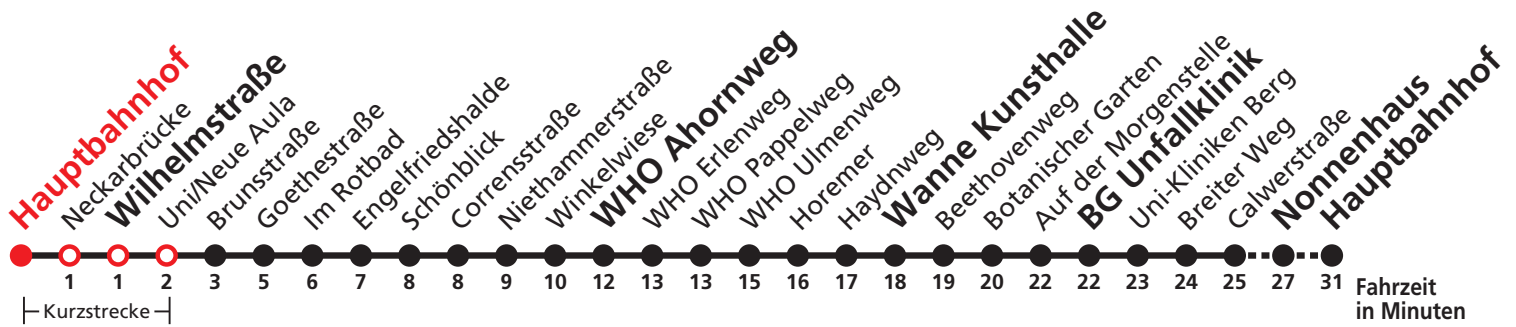 Hauptbahnhof
Neckarbrücke
Wilhelmstraße
Uni/Neue Aula
Brunsstraße
Goethestraße
Im Rotbad
Engelfriedshalde
Schönblick
Corrensstraße
Niethammerstraße
Winkelwiese
WHO Ahornweg
WHO Erlenweg
WHO Pappelweg
WHO Ulmenweg
Horemer
Haydnweg
Wanne Kunsthalle
Beethovenweg
Botanischer Garten
Auf der Morgenstelle
BG Unfallklinik
Uni-Kliniken Berg
Breiter Weg
Calwerstraße
Nonnenhaus
Hauptbahnhof
1 1 2 3 5 6 7 8 8 9 10 12 13 13 15 16 17 18 19 20 22 22 23 24 25 27 31
Fahrzeit
in Minuten
Kurzstrecke